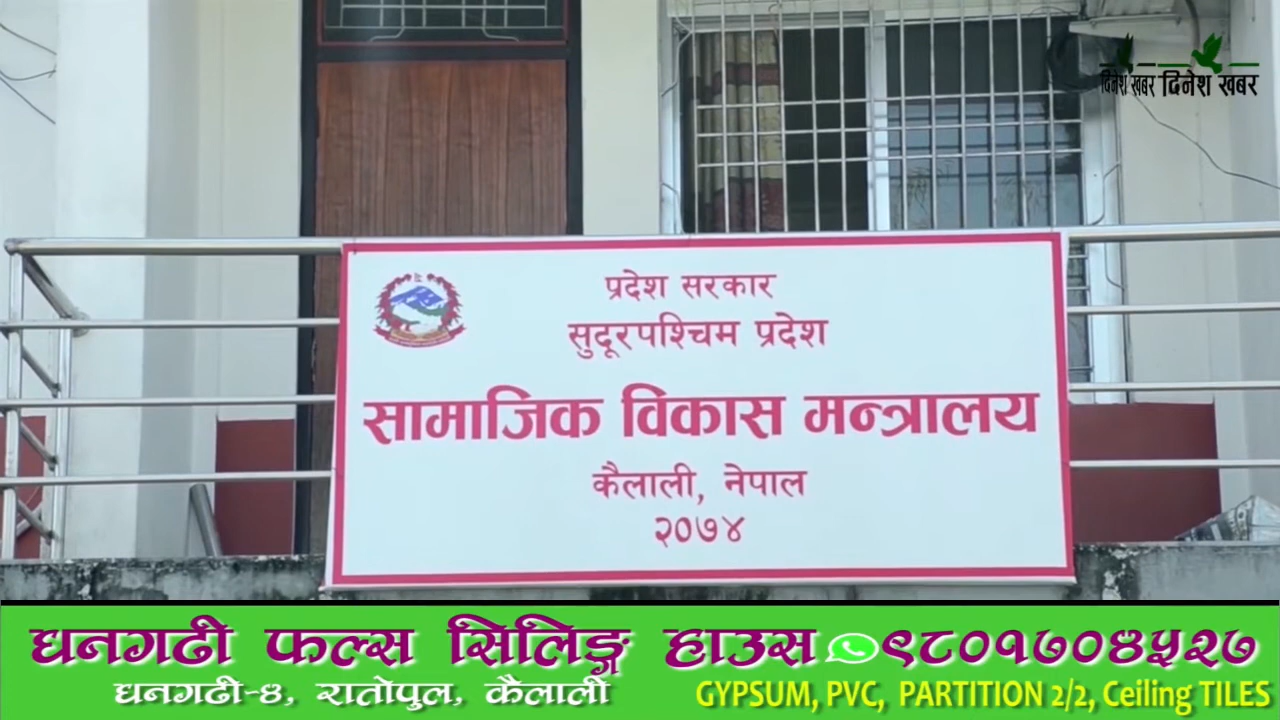 दिनेश खबर दिनेश खबर
प्रदेश सरकार
सुदूरपश्चिम प्रदेश
सामाजिक विकास मन्त्रालय
कैलाली, नेपाल
२०७४
धनगढी फल्स सिलिङ्ग हाउस ९८०१७०४५२७
धनगढी-४, रातोपुल, कैलाली
GYPSUM, PVC, PARTITION 2/2, Ceiling TILES